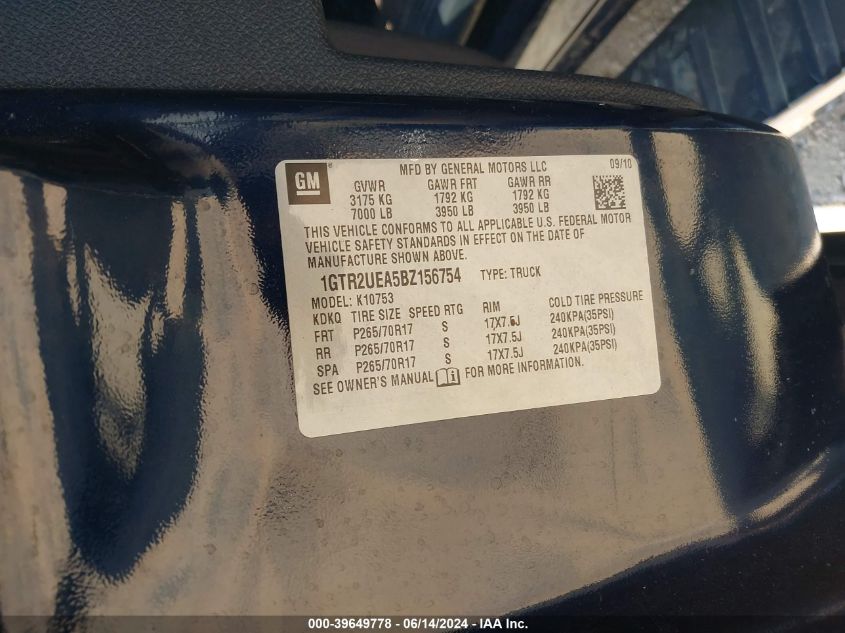 GM
MFD BY GENERAL MOTORS LLC 09/10
GVWR GAWR FRT GAWR RR
3175 KG 1792 KG 1792 KG
7000 LB 3950 LB 3950 LB
THIS VEHICLE CONFORMS TO ALL APPLICABLE U.S. FEDERAL MOTOR
VEHICLE SAFETY STANDARDS IN EFFECT ON THE DATE OF
MANUFACTURE SHOWN ABOVE.
1GTR2UEA5BZ156754 TYPE: TRUCK
MODEL: K10753
KDKQ TIRE SIZE SPEED RTG RIM COLD TIRE PRESSURE
FRT P265/70R17 S 17X7.5J 240KPA(35PSI)
RR P265/70R17 S 17X7.5J 240KPA(35PSI)
SPA P265/70R17 S 17X7.5J 240KPA(35PSI)
SEE OWNER'S MANUAL FOR MORE INFORMATION.
000-39649778 - 06/14/2024 - IAA Inc.